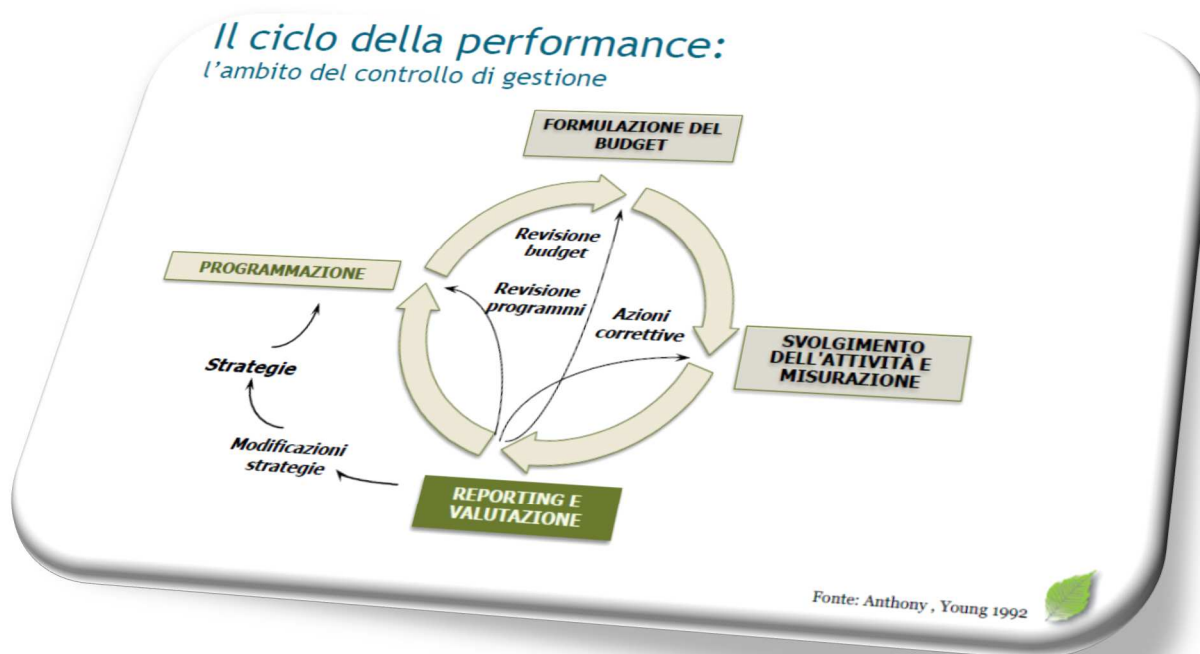 Il ciclo della performance:
l'ambito del controllo di gestione
FORMULAZIONE DEL
BUDGET
Revisione
budget
PROGRAMMAZIONE
Revisione
programmi
Azioni
correttive
SVOLGIMENTO
DELL'ATTIVITÀ E
MISURAZIONE
Strategie
Modificazioni
strategie
REPORTING E
VALUTAZIONE
Fonte: Anthony , Young 1992